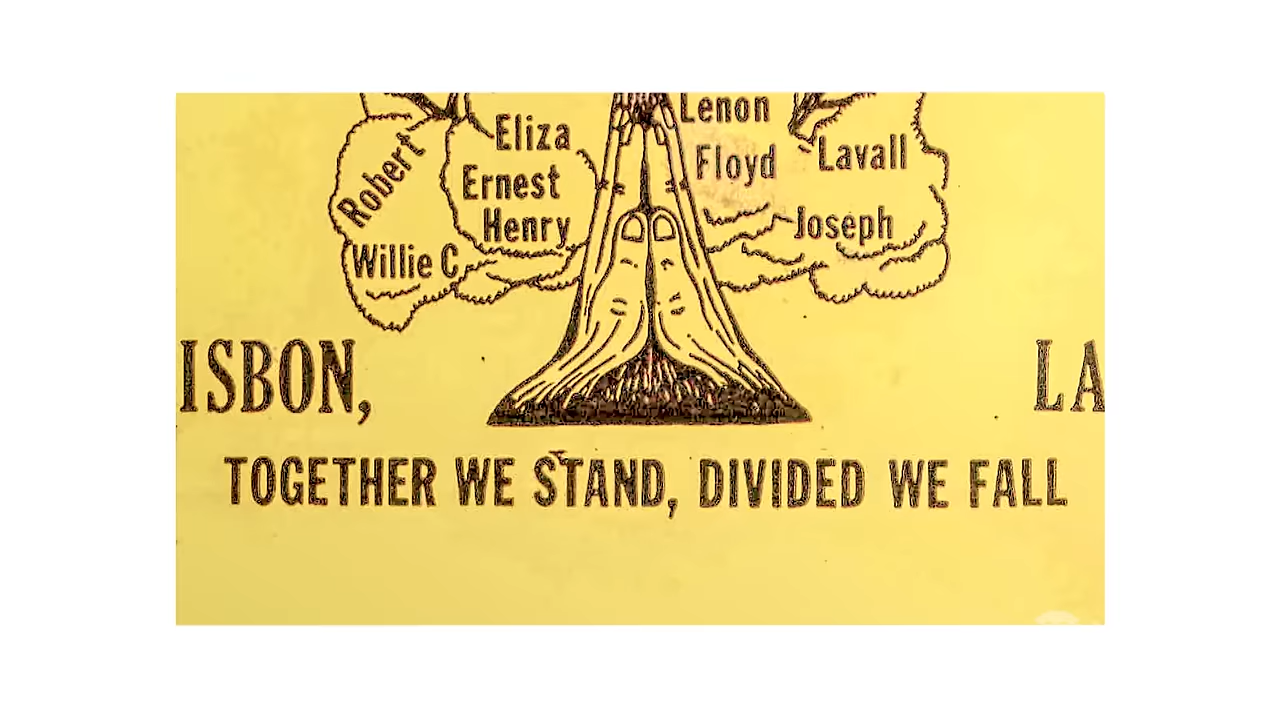 Lenon
Eliza
Floyd
Lavall
Robert
Ernest
Henry
Joseph
Willie C.
ISBON,
LA
TOGETHER WE STAND, DIVIDED WE FALL